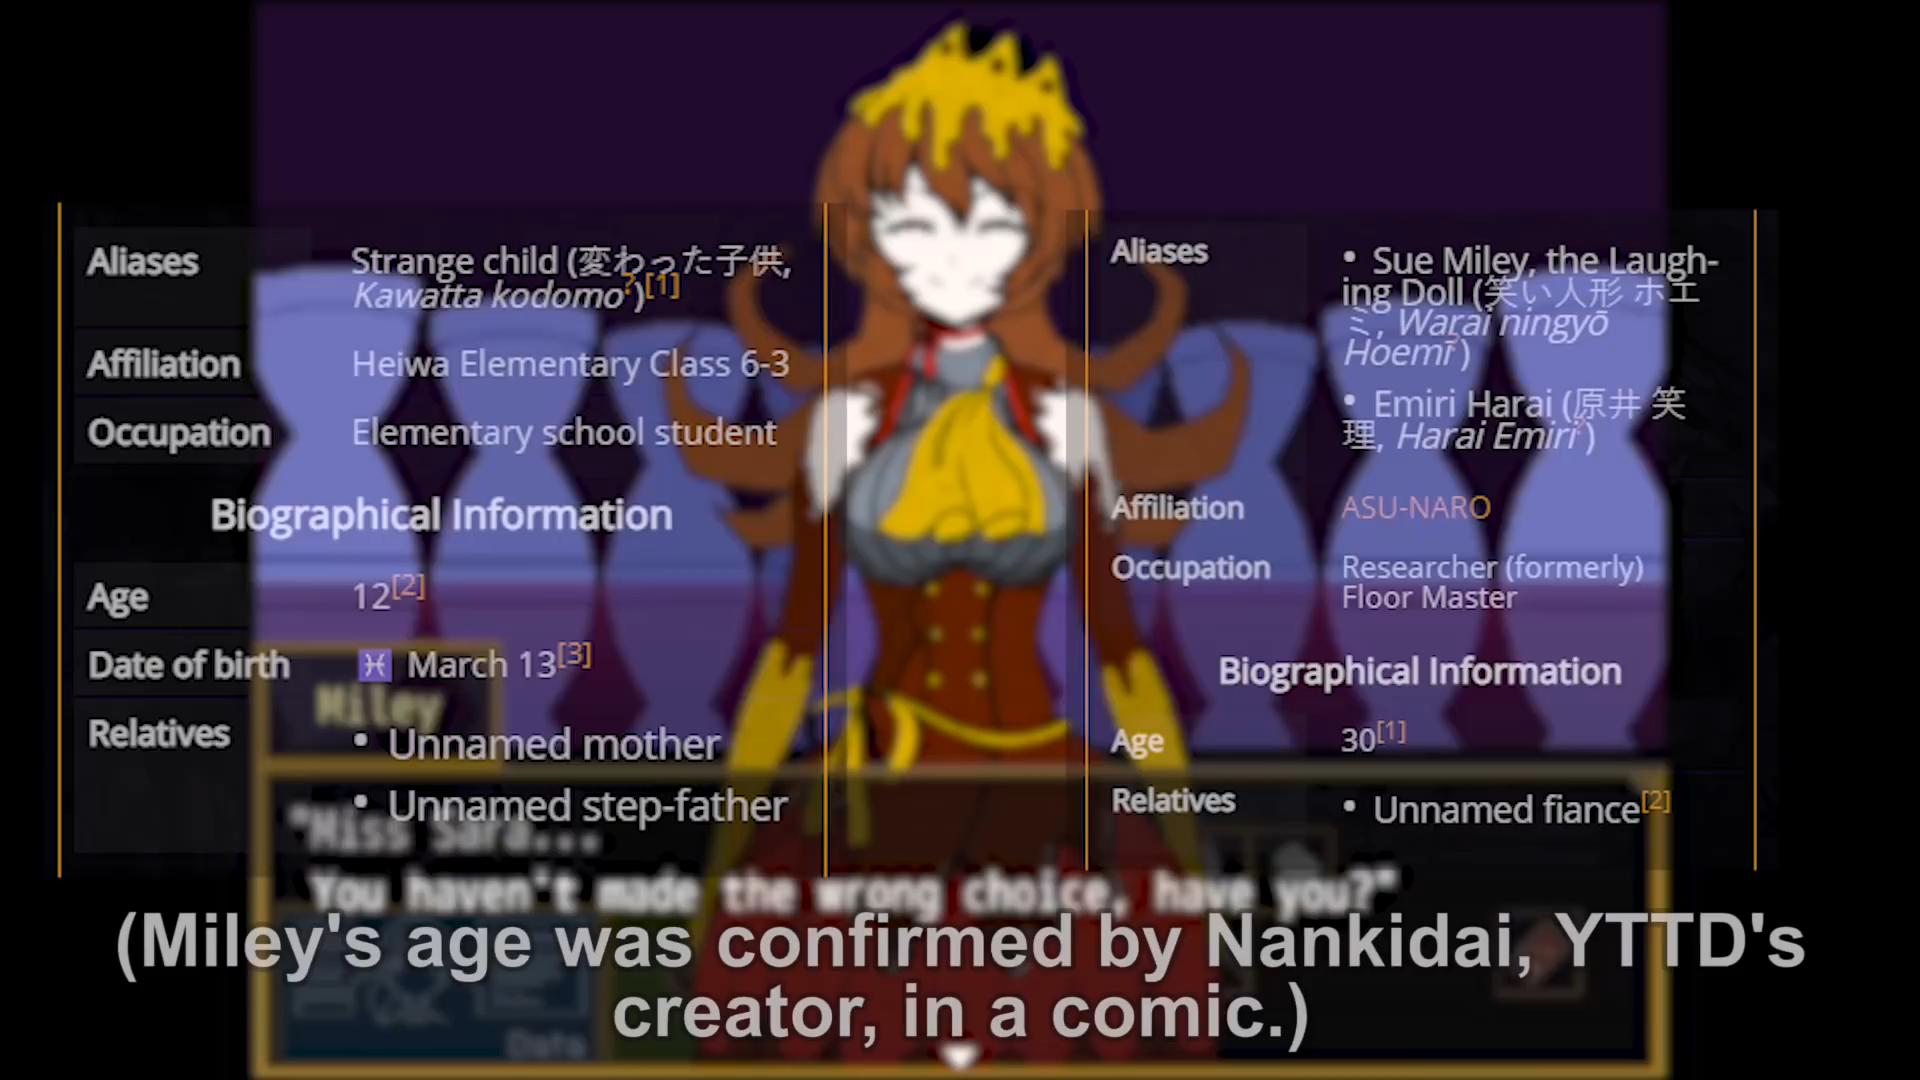 Aliases
Strange child (変わった子供,
Kawatta kodomo?)[1]
Affiliation
Heiwa Elementary Class 6-3
Occupation
Elementary school student
Biographical Information
Age
12[2]
Date of birth
♓ March 13[3]
Relatives
• Unnamed mother
• Unnamed step-father
Aliases
• Sue Miley, the Laugh-
ing Doll (笑い人形 ホエ
ミ, Warai ningyō
Hoemī?)
• Emiri Harai (原井 笑
理, Harai Emiri?)
Affiliation
ASU-NARO
Occupation
Researcher (formerly)
Floor Master
Biographical Information
Age
30[1]
Relatives
• Unnamed fiance[2]
Miley
"Miss Sara...
You haven't made the wrong choice, have you?"
(Miley's age was confirmed by Nankidai, YTTD's
creator, in a comic.)
Data